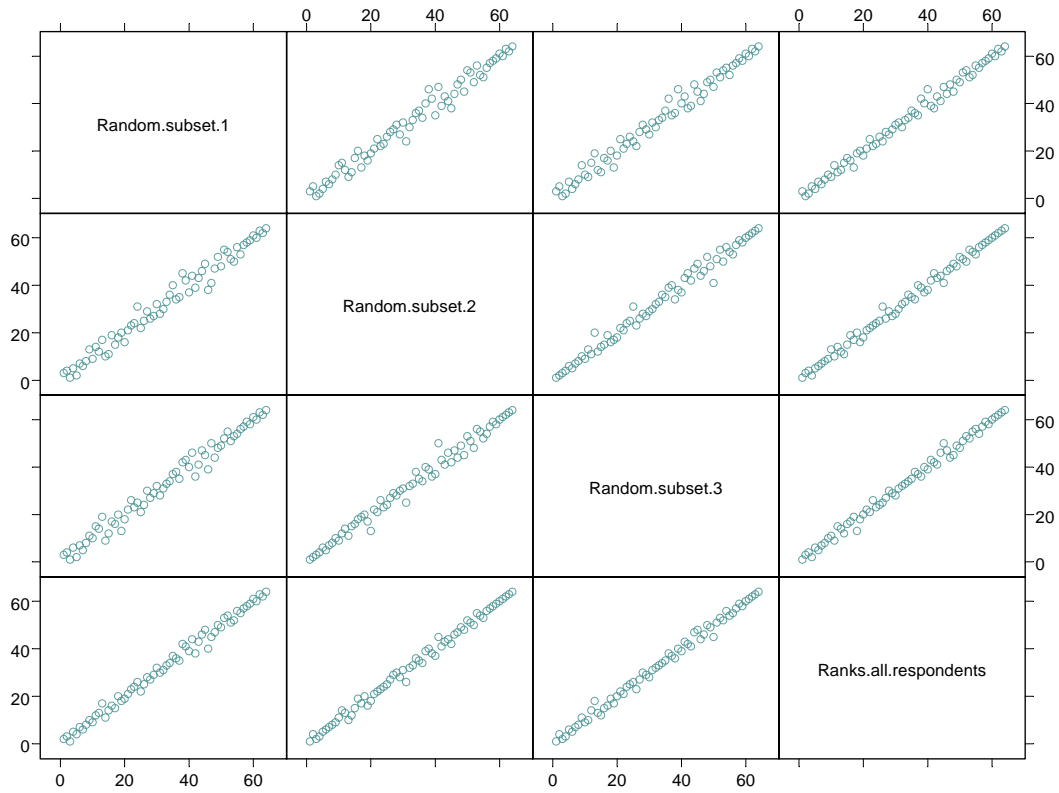 0 20 40 60 0 20 40 60
Random.subset.1
0 20 40 60
0 20 40 60
Random.subset.2
Random.subset.3
0 20 40 60
0 20 40 60
Ranks.all.respondents
0 20 40 60 0 20 40 60